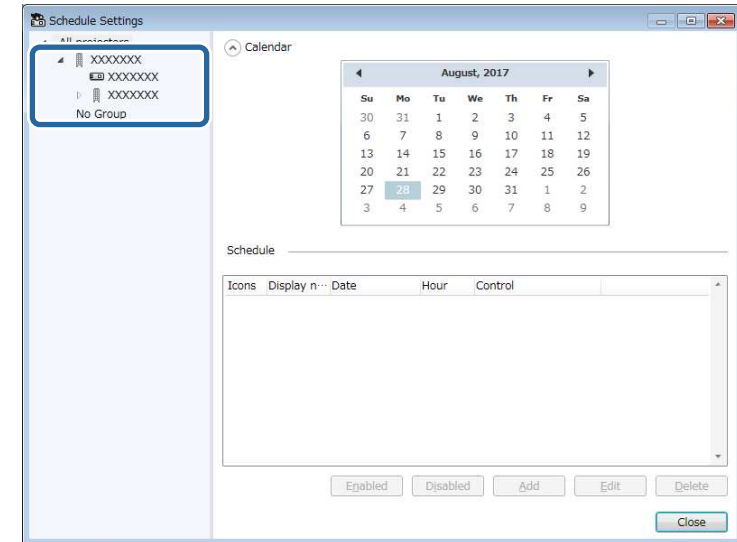 Schedule Settings
All projectors
XXXXXXX
XXXXXXX
XXXXXXX
No Group
Calendar
August, 2017
Su Mo Tu We Th Fr Sa
30 31 1 2 3 4 5
6 7 8 9 10 11 12
13 14 15 16 17 18 19
20 21 22 23 24 25 26
27 28 29 30 31 1 2
3 4 5 6 7 8 9
Schedule
Icons Display n··· Date Hour Control
Enabled Disabled Add Edit Delete
Close